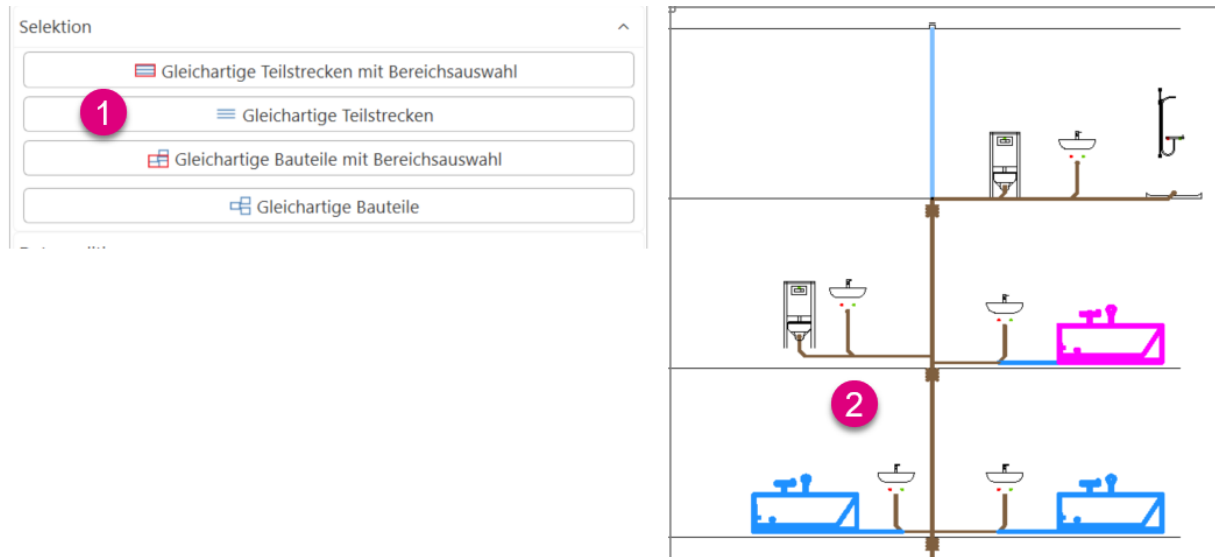 Selektion
Gleichartige Teilstrecken mit Bereichsauswahl
1
Gleichartige Teilstrecken
Gleichartige Bauteile mit Bereichsauswahl
Gleichartige Bauteile
2